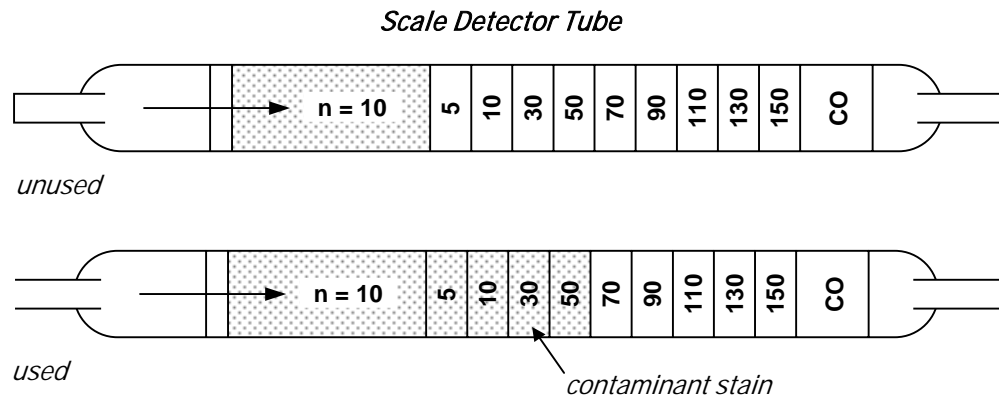 Scale Detector Tube
n = 10 5 10 30 50 70 90 110 130 150 CO
unused
n = 10 5 10 30 50 70 90 110 130 150 CO
used
contaminant stain